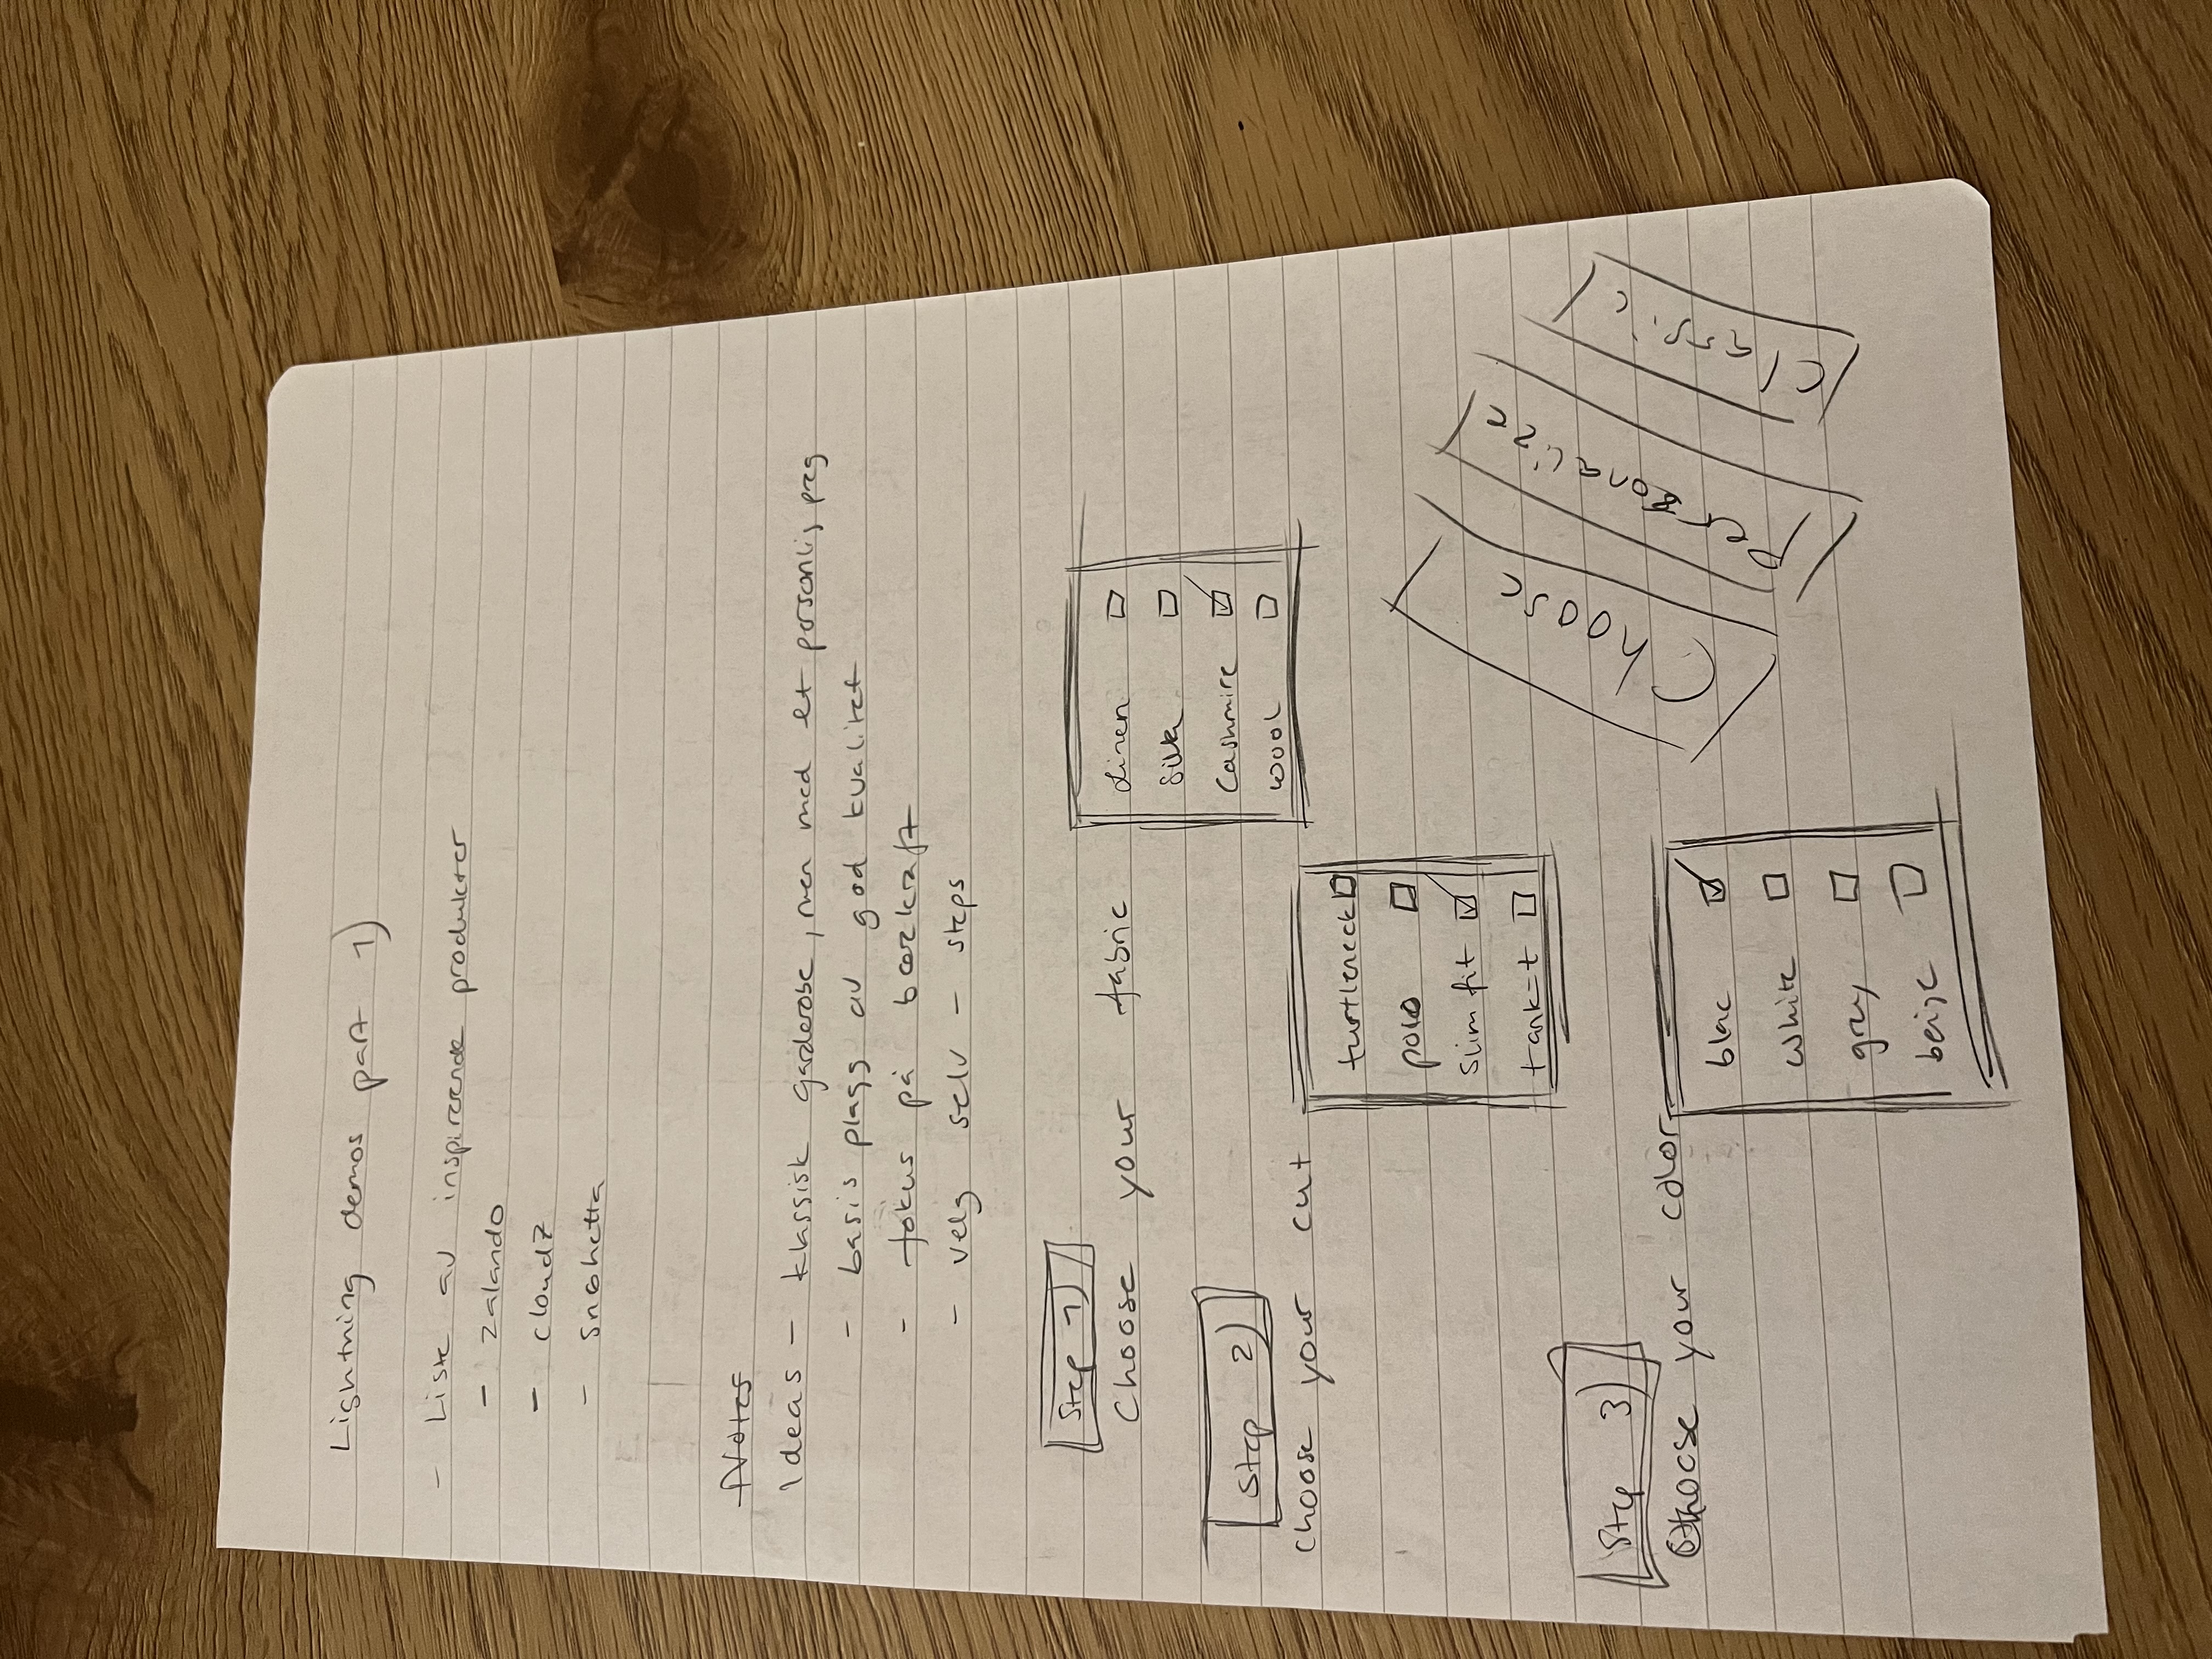 Lightning demos part 1)
- Liste av inspirerende produkter
- Zalando
- cloud7
- snøhetta
Notes
Ideas - klassisk garderobe, men med et personlig preg
- basis plagg av god kvalitet
- fokus på bærekraft
- velg selv - steps
Step 1)
Choose your fabric
Linen
Silk
Cashmire
wool
Step 2)
choose your cut
turtleneck
polo
slim fit
tank-t
Step 3)
Choose your color
blac
white
gray
beige
Choose
Personalize
Classic